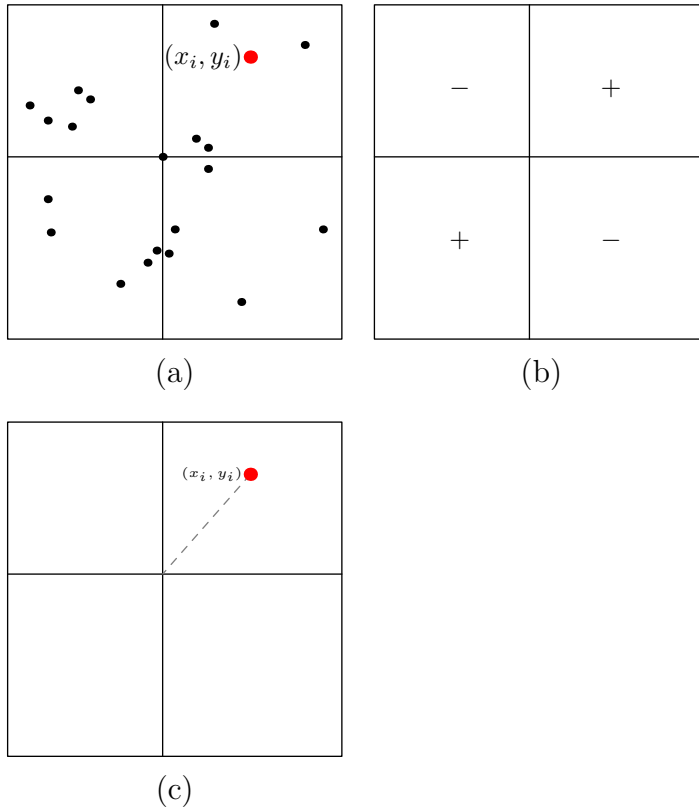 (x_i, y_i)
− +
+ −
(a) (b)
(x_i, y_i)
(c)